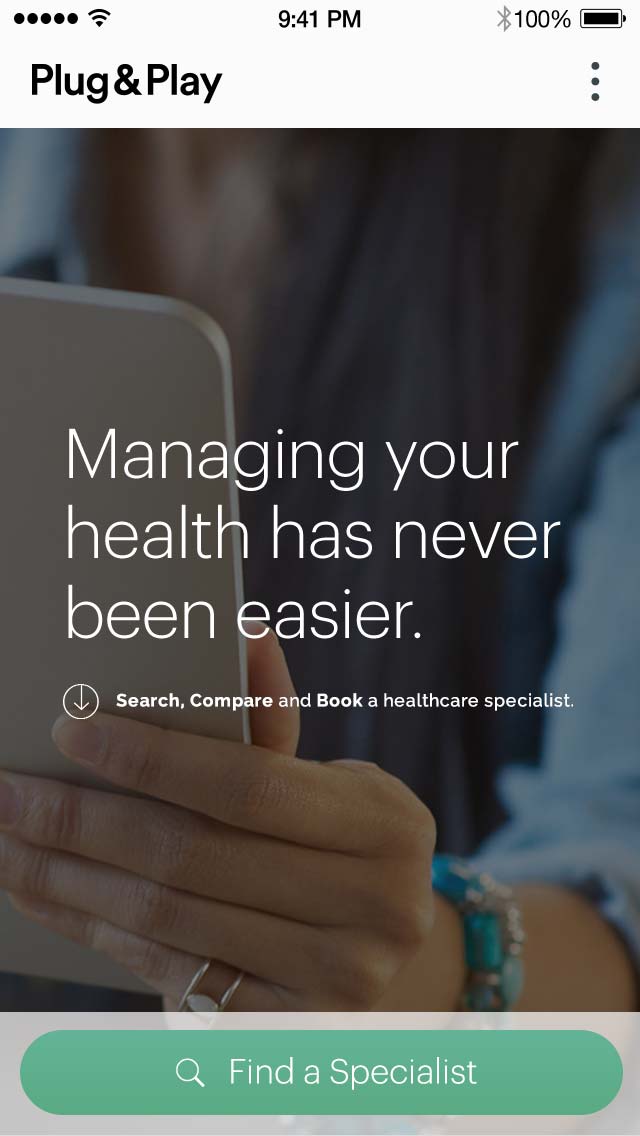 9:41 PM
100%
Plug&Play
Managing your
health has never
been easier.
Search, Compare and Book a healthcare specialist.
Find a Specialist